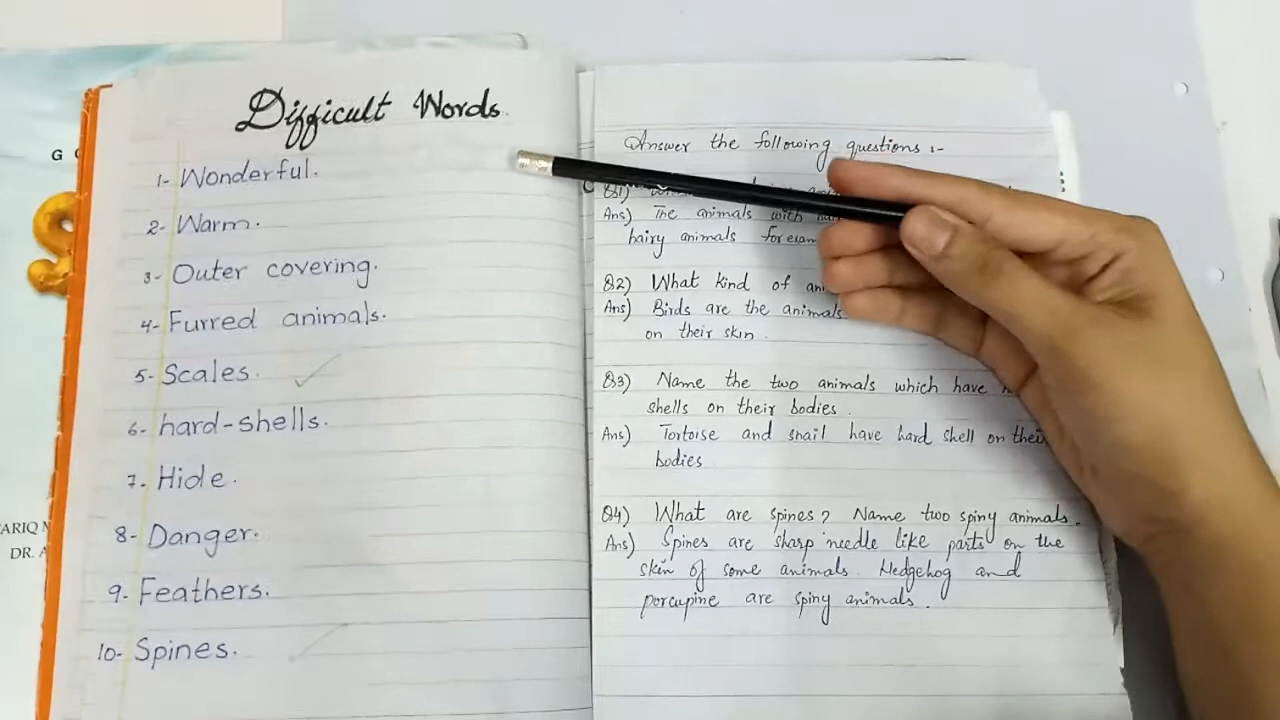 Difficult Words.
1- Wonderful.
2- Warm.
3- Outer covering.
4- Furred animals.
5- Scales.
6- hard-shells.
7- Hide.
8- Danger.
9- Feathers.
10- Spines.
Answer the following questions :-
Q1)
Ans) The animals with
hairy animals for
Q2) What kind of
Ans) Birds are the animals
on their skin.
Q3) Name the two animals which have
shells on their bodies.
Ans) Tortoise and snail have hard shell on their
bodies
Q4) What are spines? Name two spiny animals.
Ans) Spines are sharp needle like parts on the
skin of some animals. Hedgehog and
porcupine are spiny animals.
G
TARIQ
DR. A